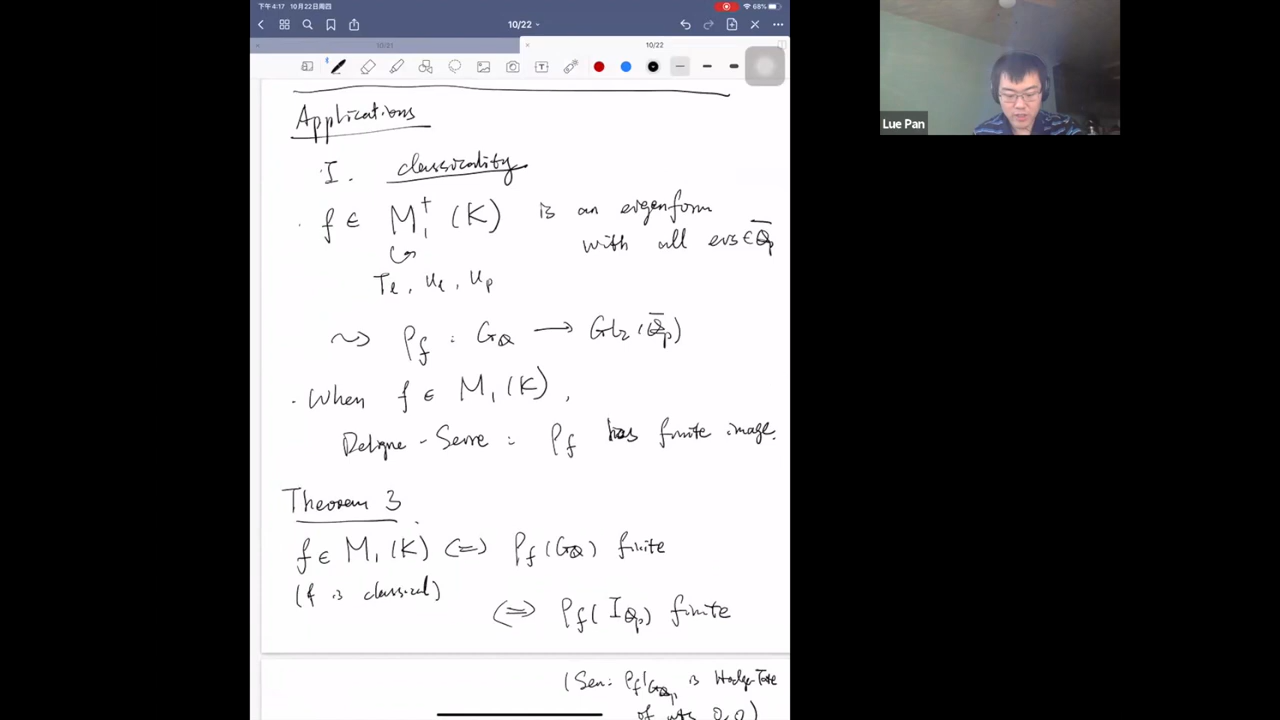 下午4:17 10月22日周四
68%
10/22
10/21
10/22
T
Applications
I. classicality
· f ∈ M₁†(K) is an eigenform
with all evs ∈ Q̄p
Tℓ, Uℓ, Up
⇝ ρf : GQ → GL2(Q̄p)
· When f ∈ M₁(K),
Deligne-Serre : ρf has finite image.
Theorem 3
f ∈ M₁(K) ⇔ ρf(GQ) finite
(f is classical)
⇔ ρf(IQp) finite
(Sen: ρf|GQp is Hodge-Tate
of wts 0,0)
Lue Pan